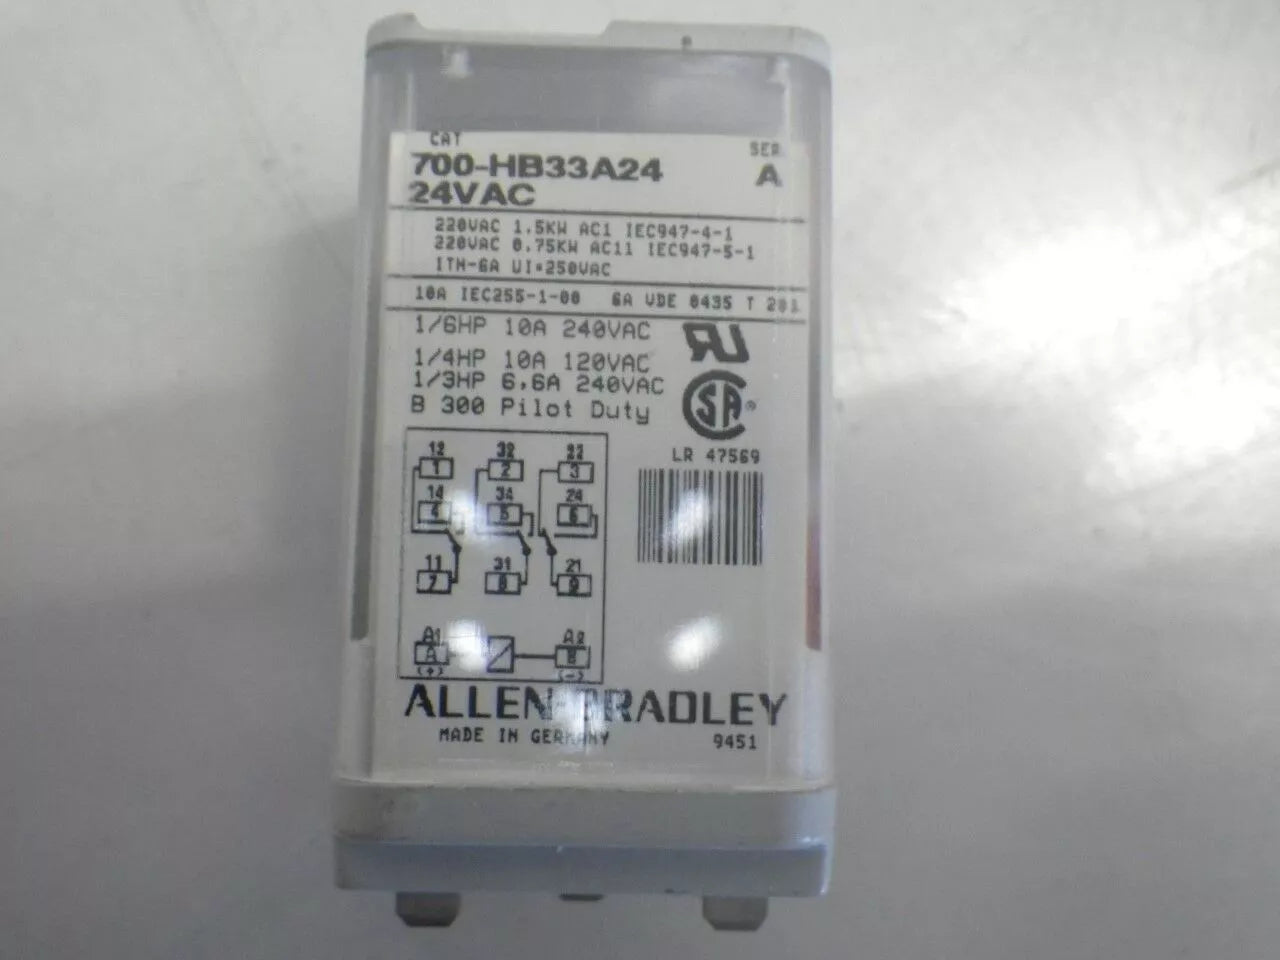 CAT
SER
700-HB33A24
A
24VAC
220VAC 1.5KW AC1 IEC947-4-1
220VAC 0.75KW AC11 IEC947-5-1
ITH-6A UI=250VAC
10A IEC255-1-00 6A VDE 0435 T 201
1/6HP 10A 240VAC
1/4HP 10A 120VAC
1/3HP 6,6A 240VAC
B 300 Pilot Duty
RU
SA ®
LR 47569
12 32 22
1 2 3
14 34 24
4 5 6
11 31 21
7 8 9
A1 A2
A B
(+) (-)
ALLEN-BRADLEY
MADE IN GERMANY 9451